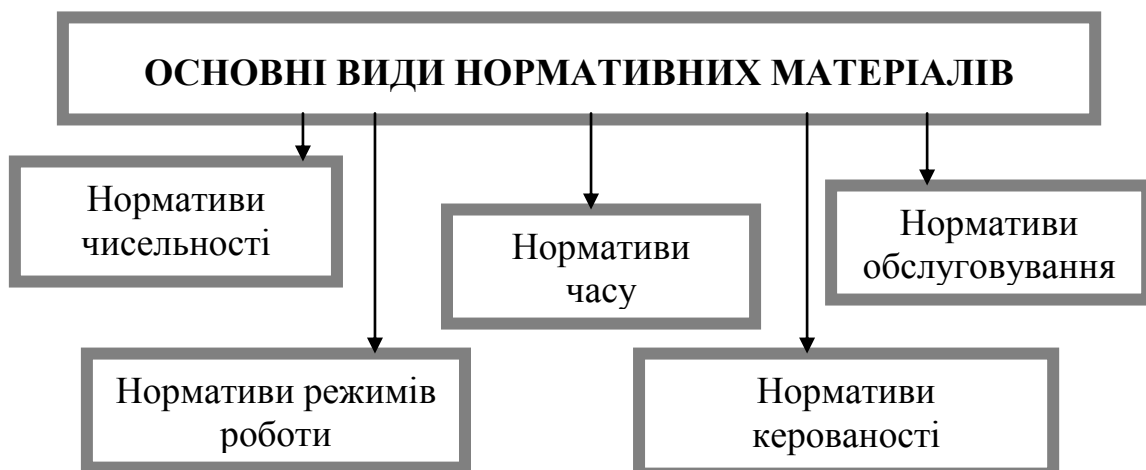 ОСНОВНІ ВИДИ НОРМАТИВНИХ МАТЕРІАЛІВ
Нормативи
чисельності
Нормативи
часу
Нормативи
обслуговування
Нормативи режимів
роботи
Нормативи
керованості